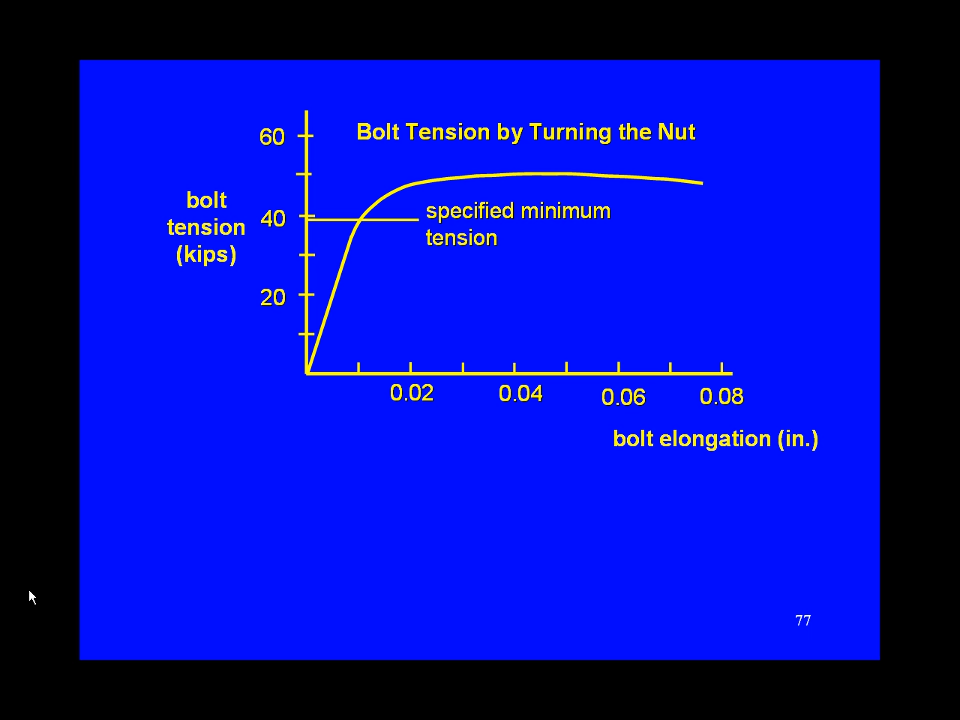 Bolt Tension by Turning the Nut
60
bolt
tension
(kips)
40
specified minimum
tension
20
0.02
0.04
0.06
0.08
bolt elongation (in.)
77